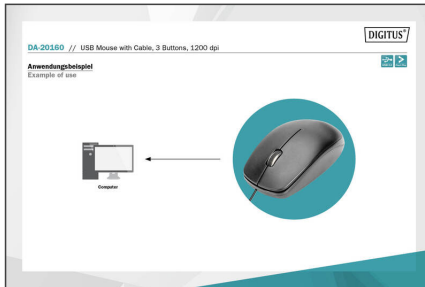 DIGITUS®
DA-20160 // USB Mouse with Cable, 3 Buttons, 1200 dpi
Anwendungsbeispiel
Example of use
Computer